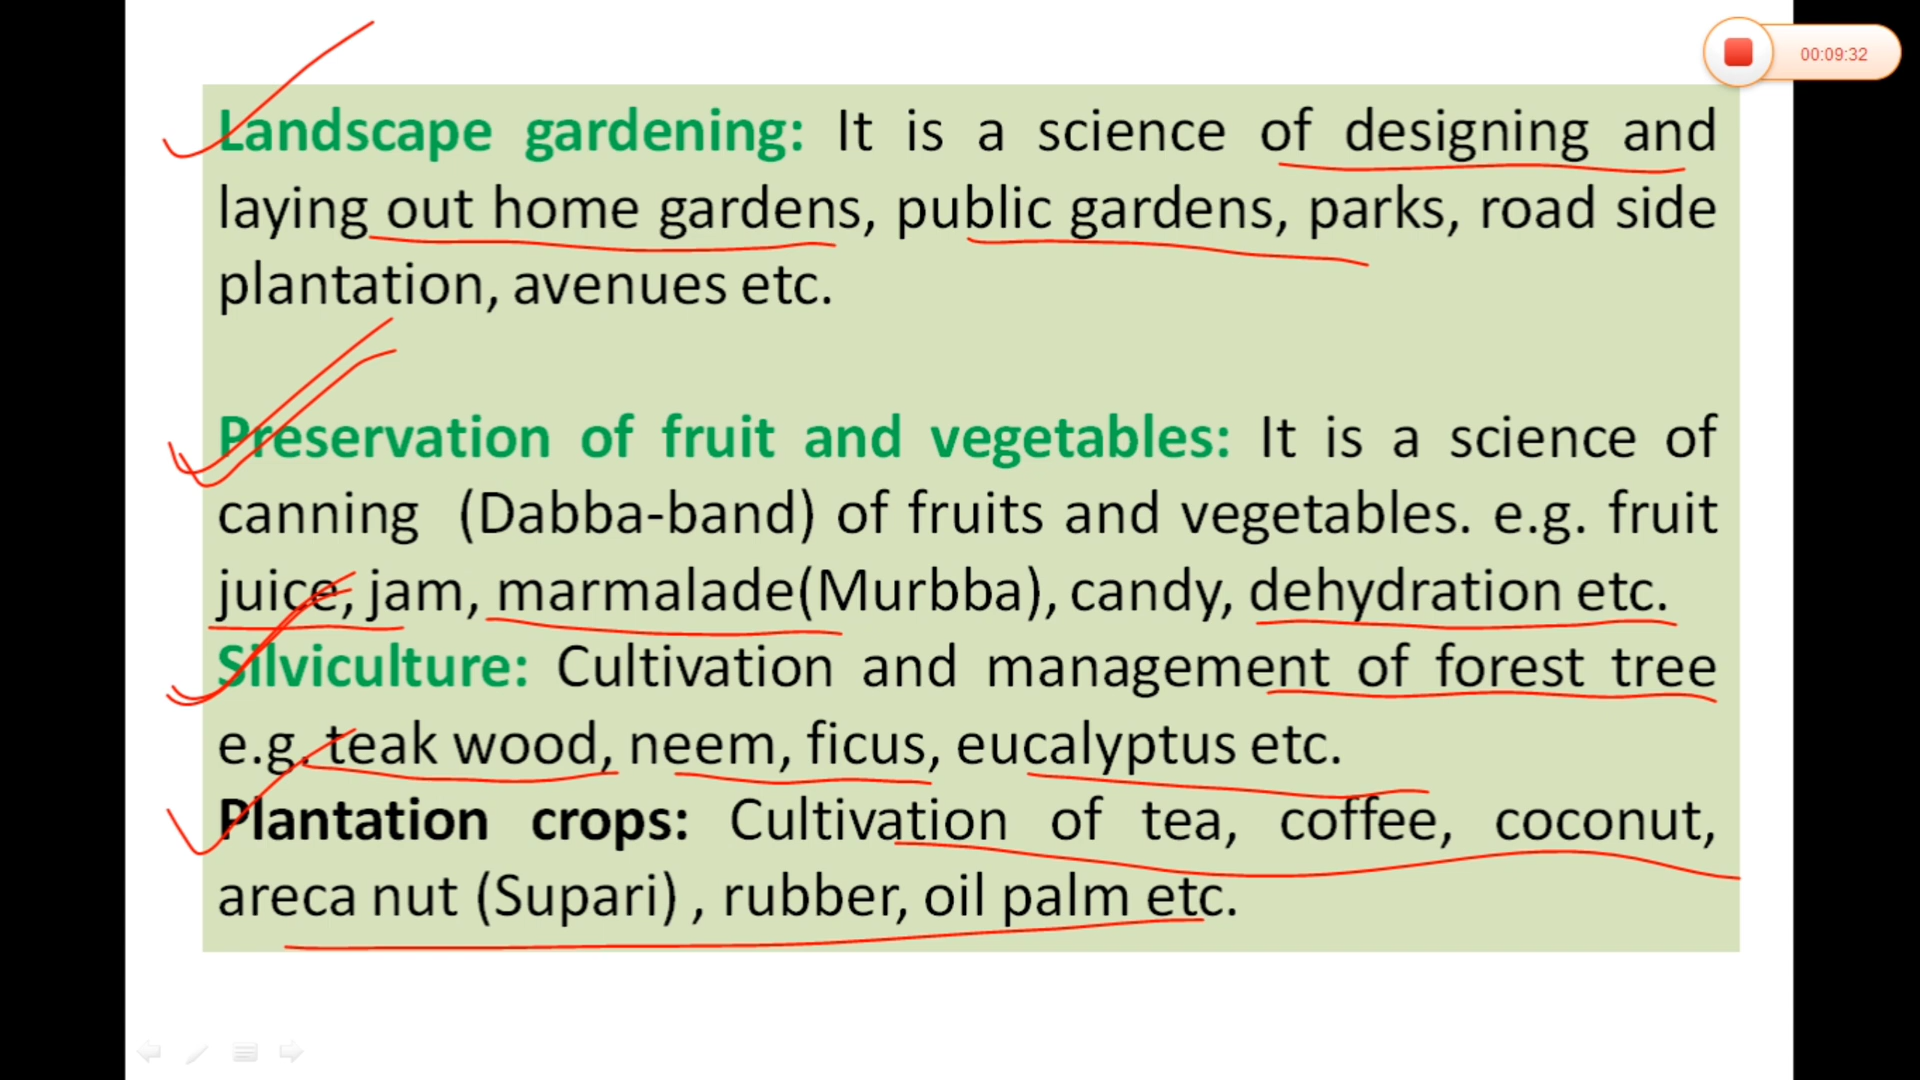 00:09:32
Landscape gardening: It is a science of designing and
laying out home gardens, public gardens, parks, road side
plantation, avenues etc.
Preservation of fruit and vegetables: It is a science of
canning (Dabba-band) of fruits and vegetables. e.g. fruit
juice, jam, marmalade(Murbba), candy, dehydration etc.
Silviculture: Cultivation and management of forest tree
e.g. teak wood, neem, ficus, eucalyptus etc.
Plantation crops: Cultivation of tea, coffee, coconut,
areca nut (Supari) , rubber, oil palm etc.